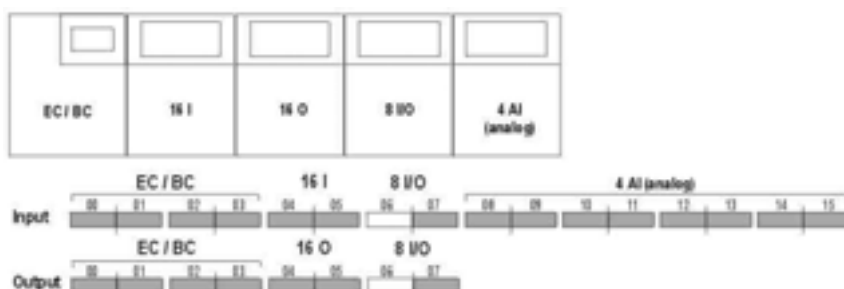 EC / BC 16 I 16 O 8 I/O 4 AI
(analog)
EC / BC 16 I 8 I/O 4 AI (analog)
00 01 02 03 04 05 06 07 08 09 10 11 12 13 14 15
Input
EC / BC 16 O 8 I/O
00 01 02 03 04 05 06 07
Output